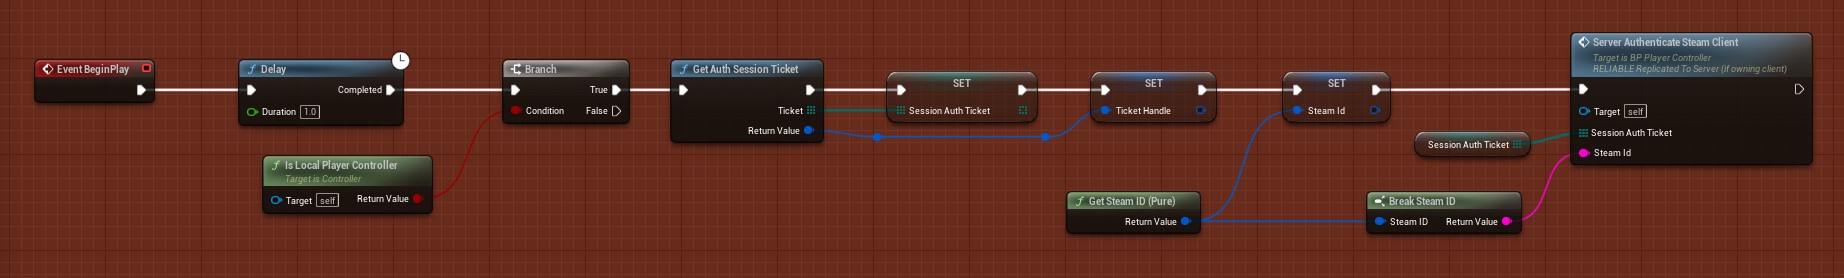 Event BeginPlay
Delay
Completed
Duration 1.0
Is Local Player Controller
Target is Controller
Target self
Return Value
Branch
True
Condition
False
Get Auth Session Ticket
Ticket
Return Value
SET
Session Auth Ticket
SET
Ticket Handle
SET
Steam Id
Get Steam ID (Pure)
Return Value
Break Steam ID
Steam ID
Return Value
Session Auth Ticket
Server Authenticate Steam Client
Target is BP Player Controller
RELIABLE Replicated To Server (if owning client)
Target self
Session Auth Ticket
Steam Id